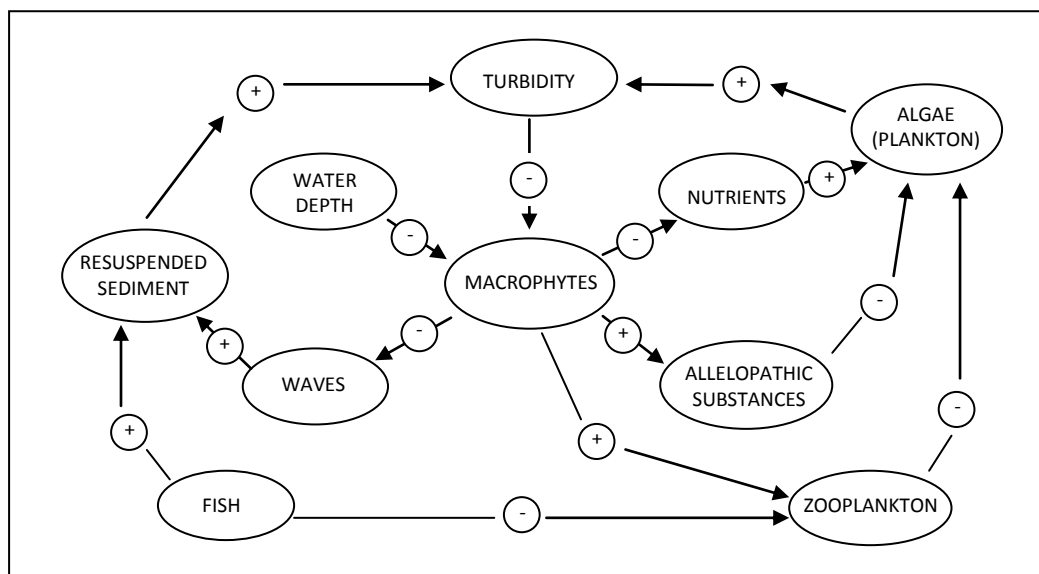 TURBIDITY
+
+
ALGAE
(PLANKTON)
WATER
DEPTH
-
NUTRIENTS
+
-
-
RESUSPENDED
SEDIMENT
MACROPHYTES
-
+
-
+
WAVES
ALLELOPATHIC
SUBSTANCES
+
+
-
FISH
-
ZOOPLANKTON